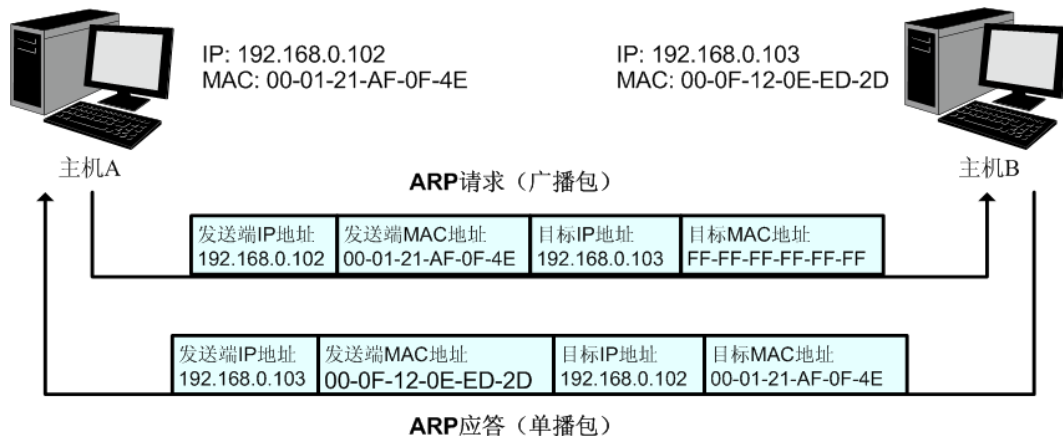 IP: 192.168.0.102
MAC: 00-01-21-AF-0F-4E
IP: 192.168.0.103
MAC: 00-0F-12-0E-ED-2D
主机A
主机B
ARP请求（广播包）
发送端IP地址 发送端MAC地址 目标IP地址 目标MAC地址
192.168.0.102 00-01-21-AF-0F-4E 192.168.0.103 FF-FF-FF-FF-FF-FF
发送端IP地址 发送端MAC地址 目标IP地址 目标MAC地址
192.168.0.103 00-0F-12-0E-ED-2D 192.168.0.102 00-01-21-AF-0F-4E
ARP应答（单播包）